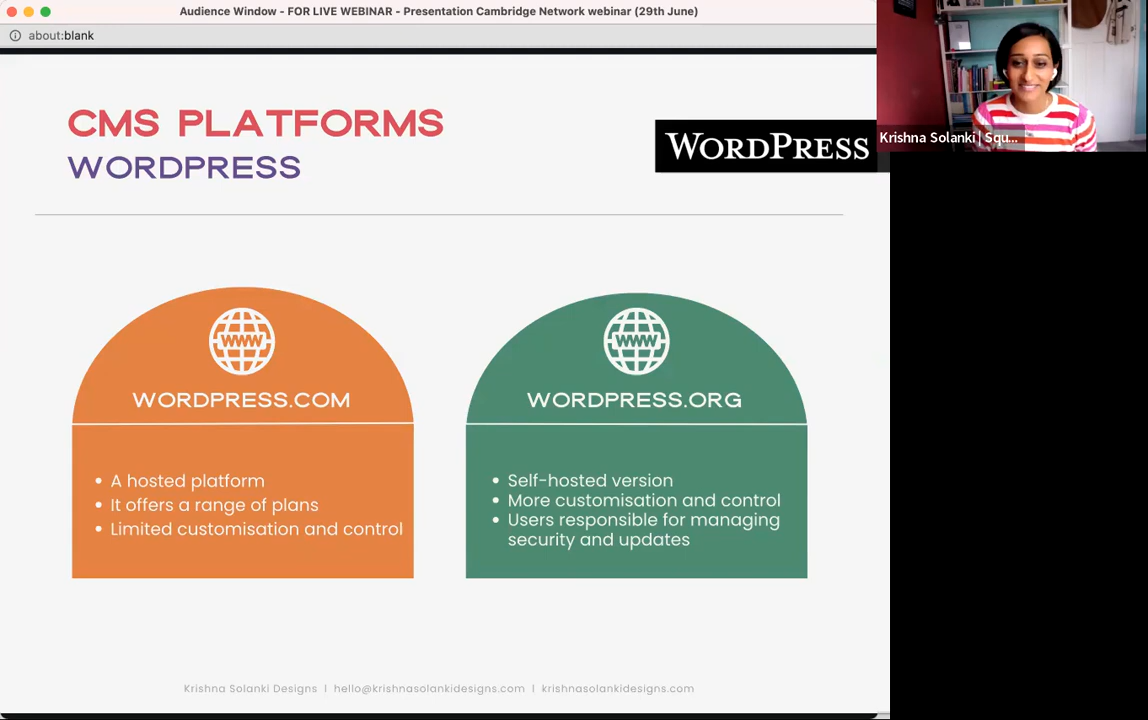 Audience Window - FOR LIVE WEBINAR - Presentation Cambridge Network webinar (29th June)
about:blank
CMS PLATFORMS
WORDPRESS
WORDPRESS
Krishna Solanki | Squ...
WWW
WORDPRESS.COM
• A hosted platform
• It offers a range of plans
• Limited customisation and control
WWW
WORDPRESS.ORG
• Self-hosted version
• More customisation and control
• Users responsible for managing
security and updates
Krishna Solanki Designs | hello@krishnasolankidesigns.com | krishnasolankidesigns.com